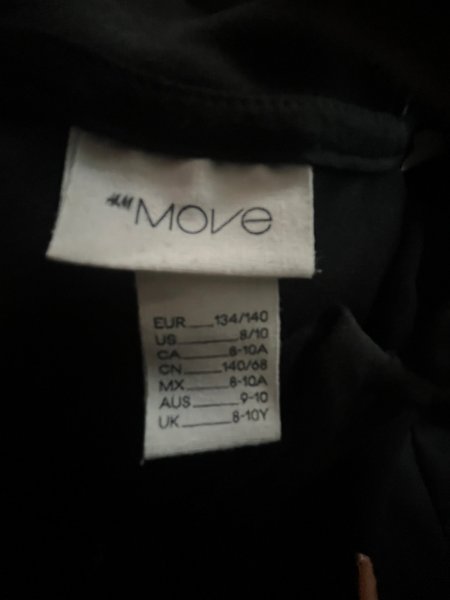 H&M MOVE
EUR 134/140
US 8/10
CA 8-10A
CN 140/68
MX 8-10A
AUS 9-10
UK 8-10Y